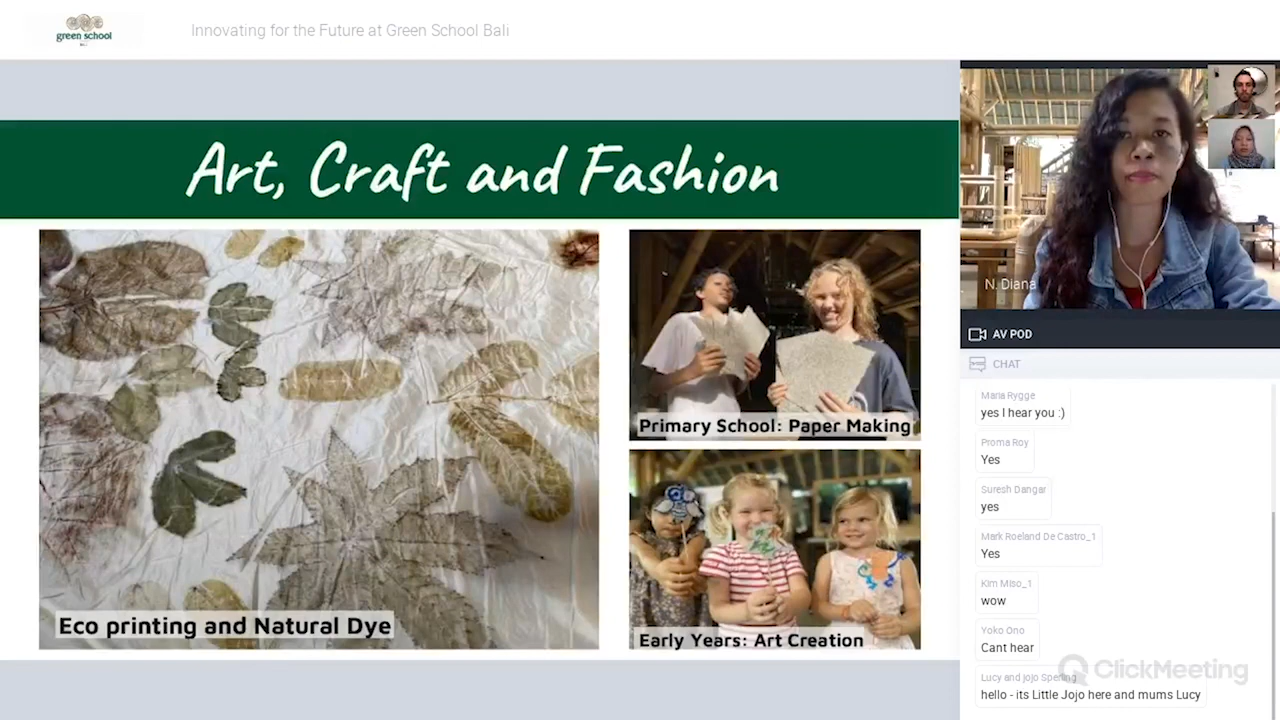 green school
Innovating for the Future at Green School Bali
Art, Craft and Fashion
Eco printing and Natural Dye
Primary School: Paper Making
Early Years: Art Creation
N. Diana
AV POD
CHAT
Maria Rygge
yes I hear you :)
Proma Roy
Yes
Suresh Dangar
yes
Mark Roeland De Castro_1
Yes
Kim Miso_1
wow
Yoko Ono
Cant hear
Lucy and jojo Sperling
hello - its Little Jojo here and mums Lucy
ClickMeeting